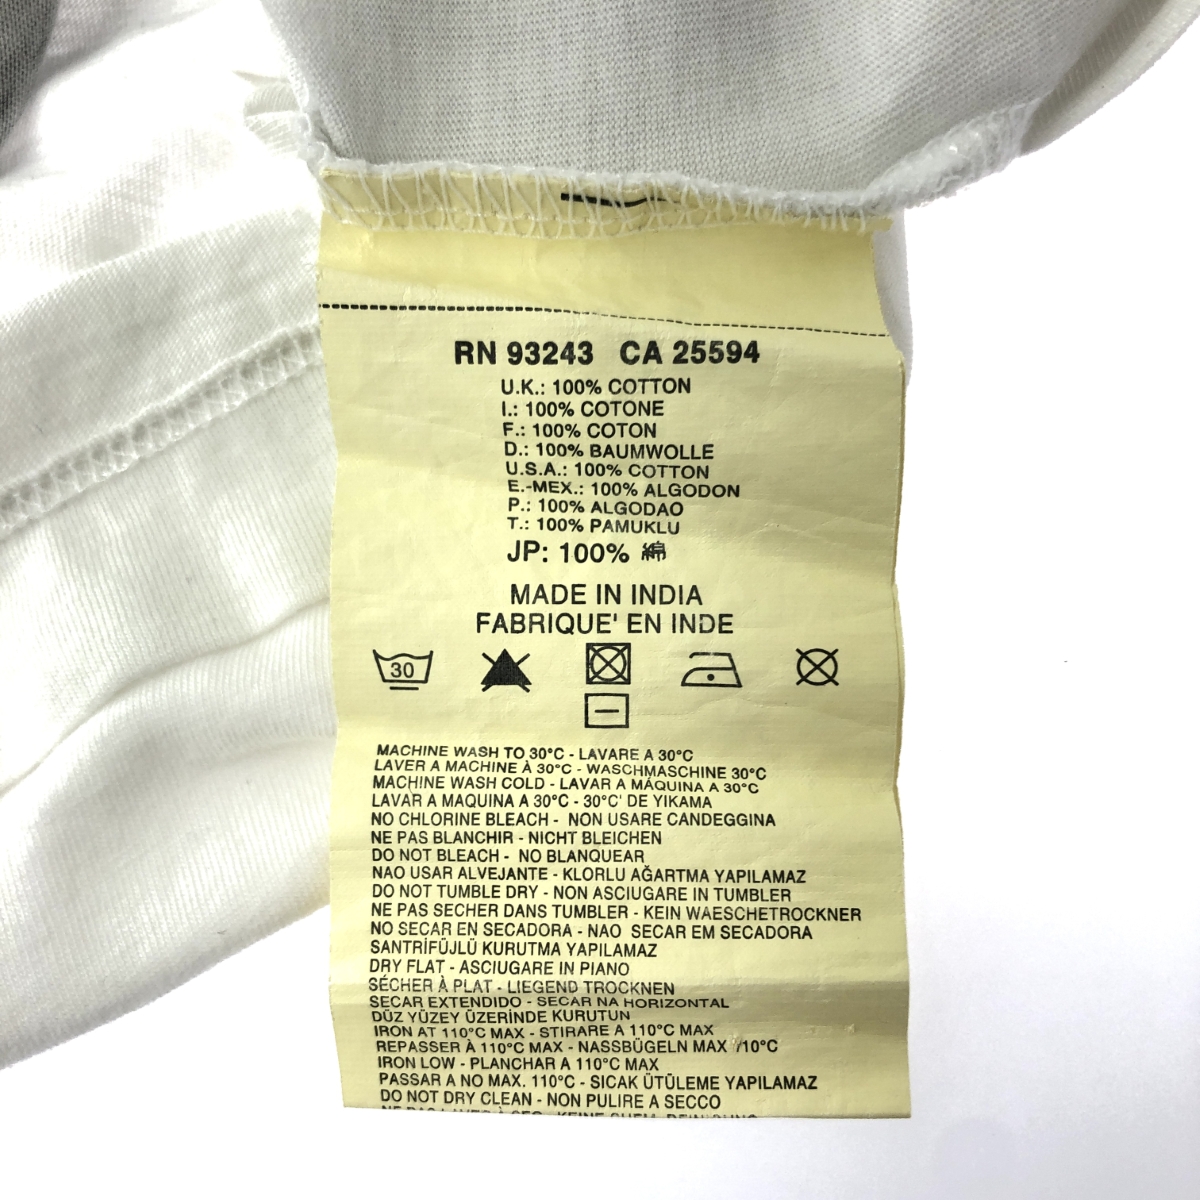 RN 93243 CA 25594
U.K.: 100% COTTON
I.: 100% COTONE
F.: 100% COTON
D.: 100% BAUMWOLLE
U.S.A.: 100% COTTON
E.-MEX.: 100% ALGODON
P.: 100% ALGODAO
T.: 100% PAMUKLU
JP: 100% 綿
MADE IN INDIA
FABRIQUE' EN INDE
30
MACHINE WASH TO 30°C - LAVARE A 30°C
LAVER A MACHINE À 30°C - WASCHMASCHINE 30°C
MACHINE WASH COLD - LAVAR A MÁQUINA A 30°C
LAVAR A MAQUINA A 30°C - 30°C' DE YIKAMA
NO CHLORINE BLEACH - NON USARE CANDEGGINA
NE PAS BLANCHIR - NICHT BLEICHEN
DO NOT BLEACH - NO BLANQUEAR
NAO USAR ALVEJANTE - KLORLU AĞARTMA YAPILAMAZ
DO NOT TUMBLE DRY - NON ASCIUGARE IN TUMBLER
NE PAS SECHER DANS TUMBLER - KEIN WAESCHETROCKNER
NO SECAR EN SECADORA - NAO SECAR EM SECADORA
SANTRİFÜJLÜ KURUTMA YAPILAMAZ
DRY FLAT - ASCIUGARE IN PIANO
SÉCHER À PLAT - LIEGEND TROCKNEN
SECAR EXTENDIDO - SECAR NA HORIZONTAL
DÜZ YÜZEY ÜZERİNDE KURUTUN
IRON AT 110°C MAX - STIRARE A 110°C MAX
REPASSER À 110°C MAX - NASSBÜGELN MAX /10°C
IRON LOW - PLANCHAR A 110°C MAX
PASSAR A NO MAX. 110°C - SICAK ÜTÜLEME YAPILAMAZ
DO NOT DRY CLEAN - NON PULIRE A SECCO